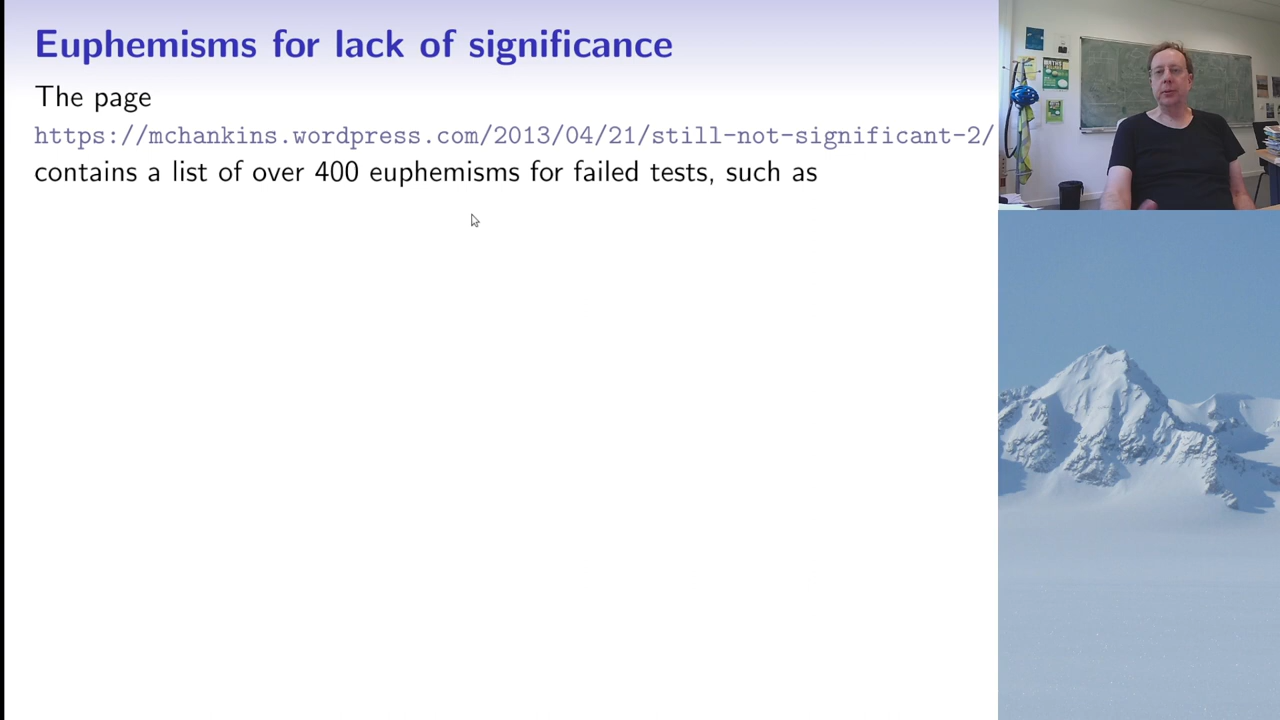 Euphemisms for lack of significance
The page
https://mchankins.wordpress.com/2013/04/21/still-not-significant-2/
contains a list of over 400 euphemisms for failed tests, such as